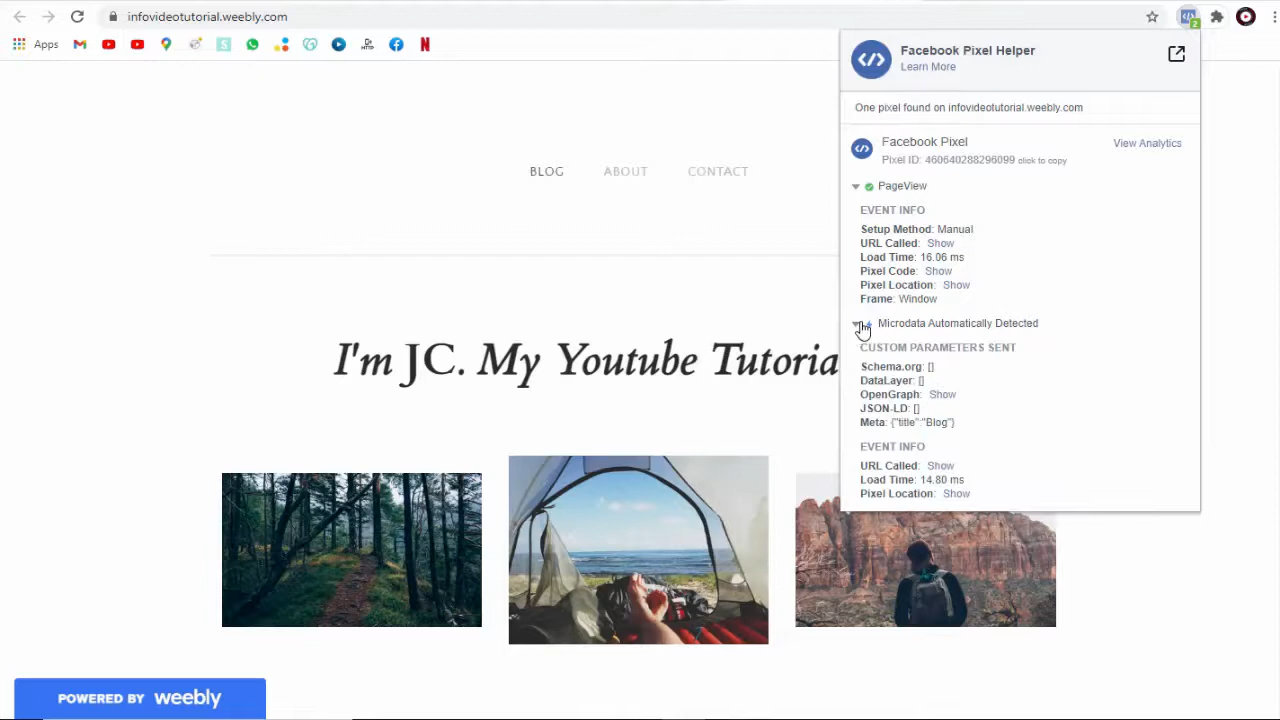 infovideotutorial.weebly.com
2
Apps
Facebook Pixel Helper
Learn More
One pixel found on infovideotutorial.weebly.com
Facebook Pixel
View Analytics
Pixel ID: 460640288296099 click to copy
PageView
EVENT INFO
Setup Method: Manual
URL Called: Show
Load Time: 16.06 ms
Pixel Code: Show
Pixel Location: Show
Frame: Window
Microdata Automatically Detected
CUSTOM PARAMETERS SENT
Schema.org: []
DataLayer: []
OpenGraph: Show
JSON-LD: []
Meta: {"title":"Blog"}
EVENT INFO
URL Called: Show
Load Time: 14.80 ms
Pixel Location: Show
BLOG ABOUT CONTACT
I'm JC. My Youtube Tutoria
POWERED BY weebly